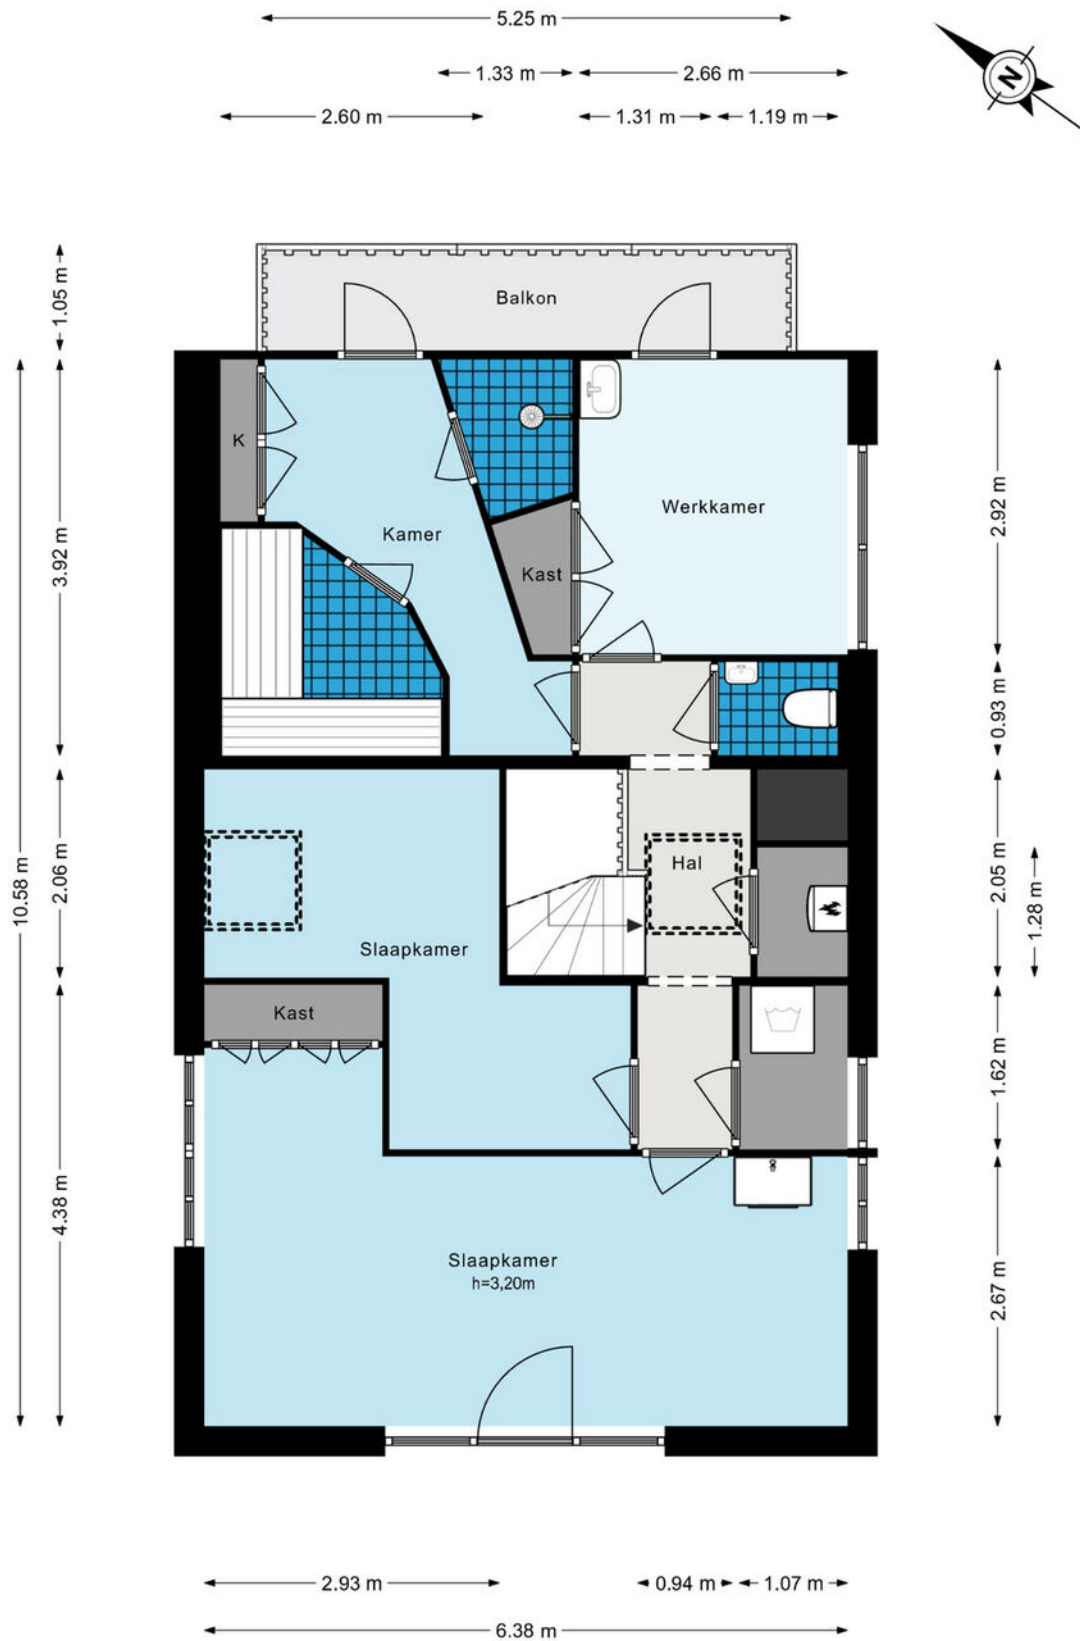 5.25 m
1.33 m
2.66 m
2.60 m
1.31 m
1.19 m
N
1.05 m
Balkon
K
Kamer
Kast
Werkkamer
3.92 m
2.92 m
0.93 m
10.58 m
2.06 m
Hal
2.05 m
1.28 m
Slaapkamer
Kast
1.62 m
4.38 m
Slaapkamer
h=3,20m
2.67 m
2.93 m
0.94 m
1.07 m
6.38 m